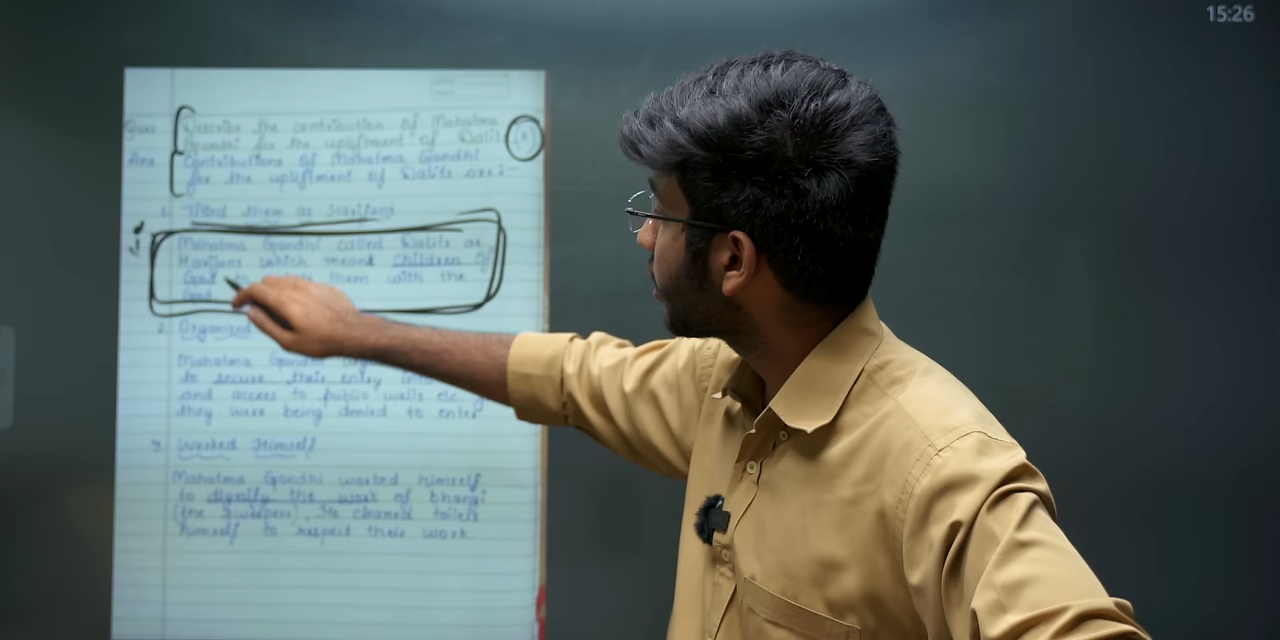 15:26
Ques Describe the contribution of Mahatma
Gandhi for the upliftment of Dalit
Ans Contributions of Mahatma Gandhi
for the upliftment of Dalits are:-
1. Titled them as Harijans
Mahatma Gandhi called Dalits as
Harijans which meant children of
God to them with the
God
2. Organised
Mahatma Gandhi
to secure their entry into
and access to public wells etc.
they were being denied to enter
3. Worked Himself
Mahatma Gandhi worked himself
to dignify the work of bhangi
(the sweepers). He cleaned toilets
himself to respect their work.